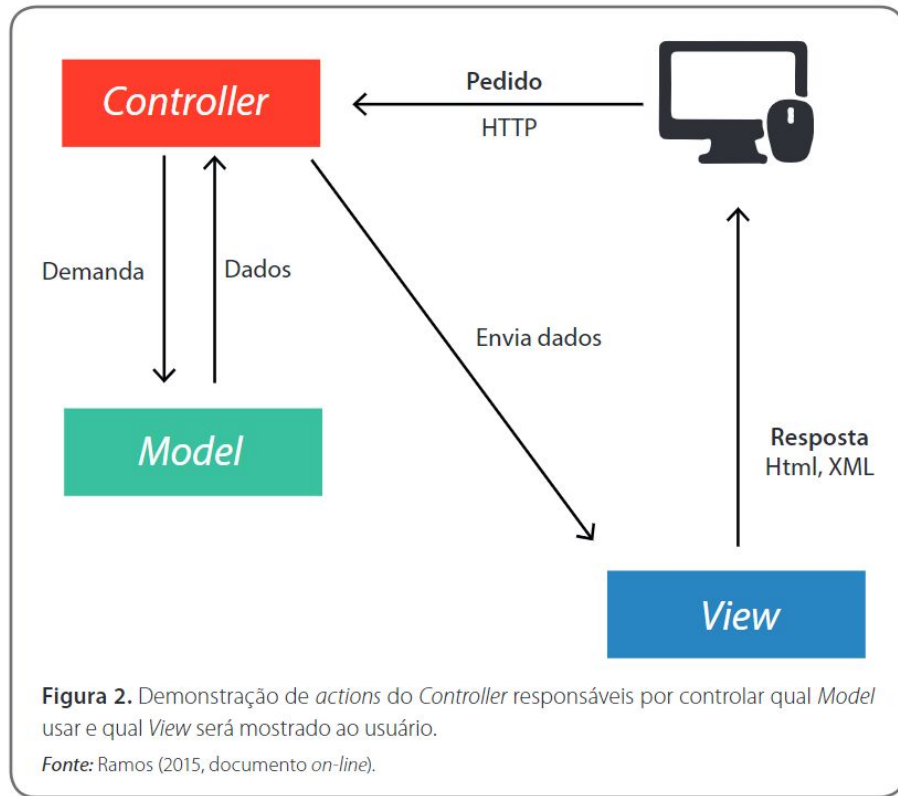 Controller
Pedido
HTTP
Demanda
Dados
Envia dados
Model
Resposta
Html, XML
View
Figura 2. Demonstração de actions do Controller responsáveis por controlar qual Model
usar e qual View será mostrado ao usuário.
Fonte: Ramos (2015, documento on-line).